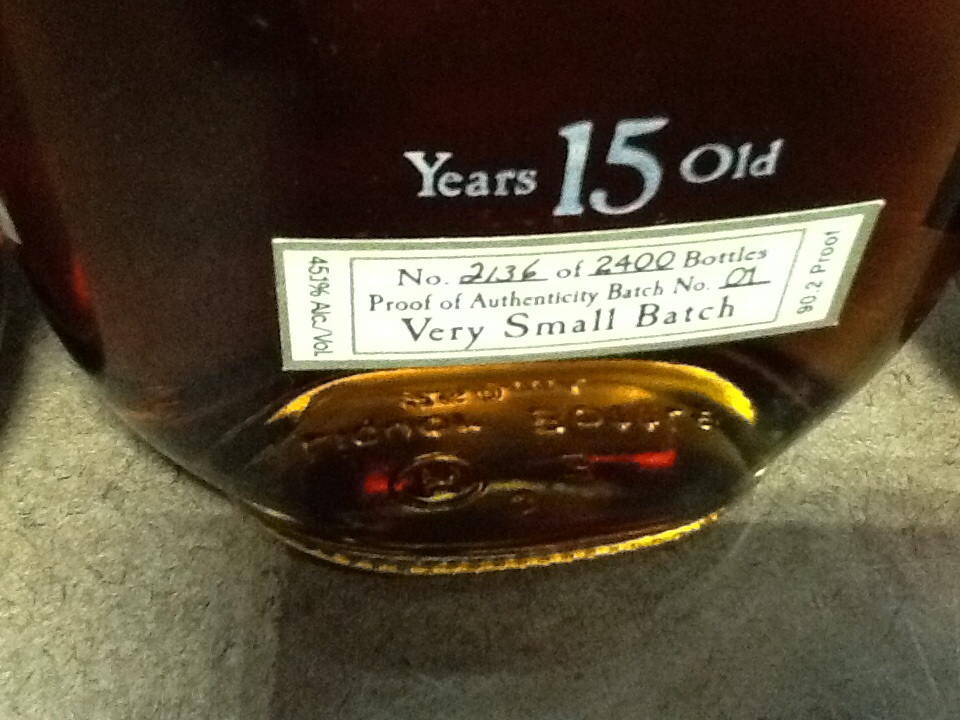 Years 15 Old
No. 2136 of 2400 Bottles
Proof of Authenticity Batch No. 01
Very Small Batch
45.1% Alc/Vol.
90.2 Proof